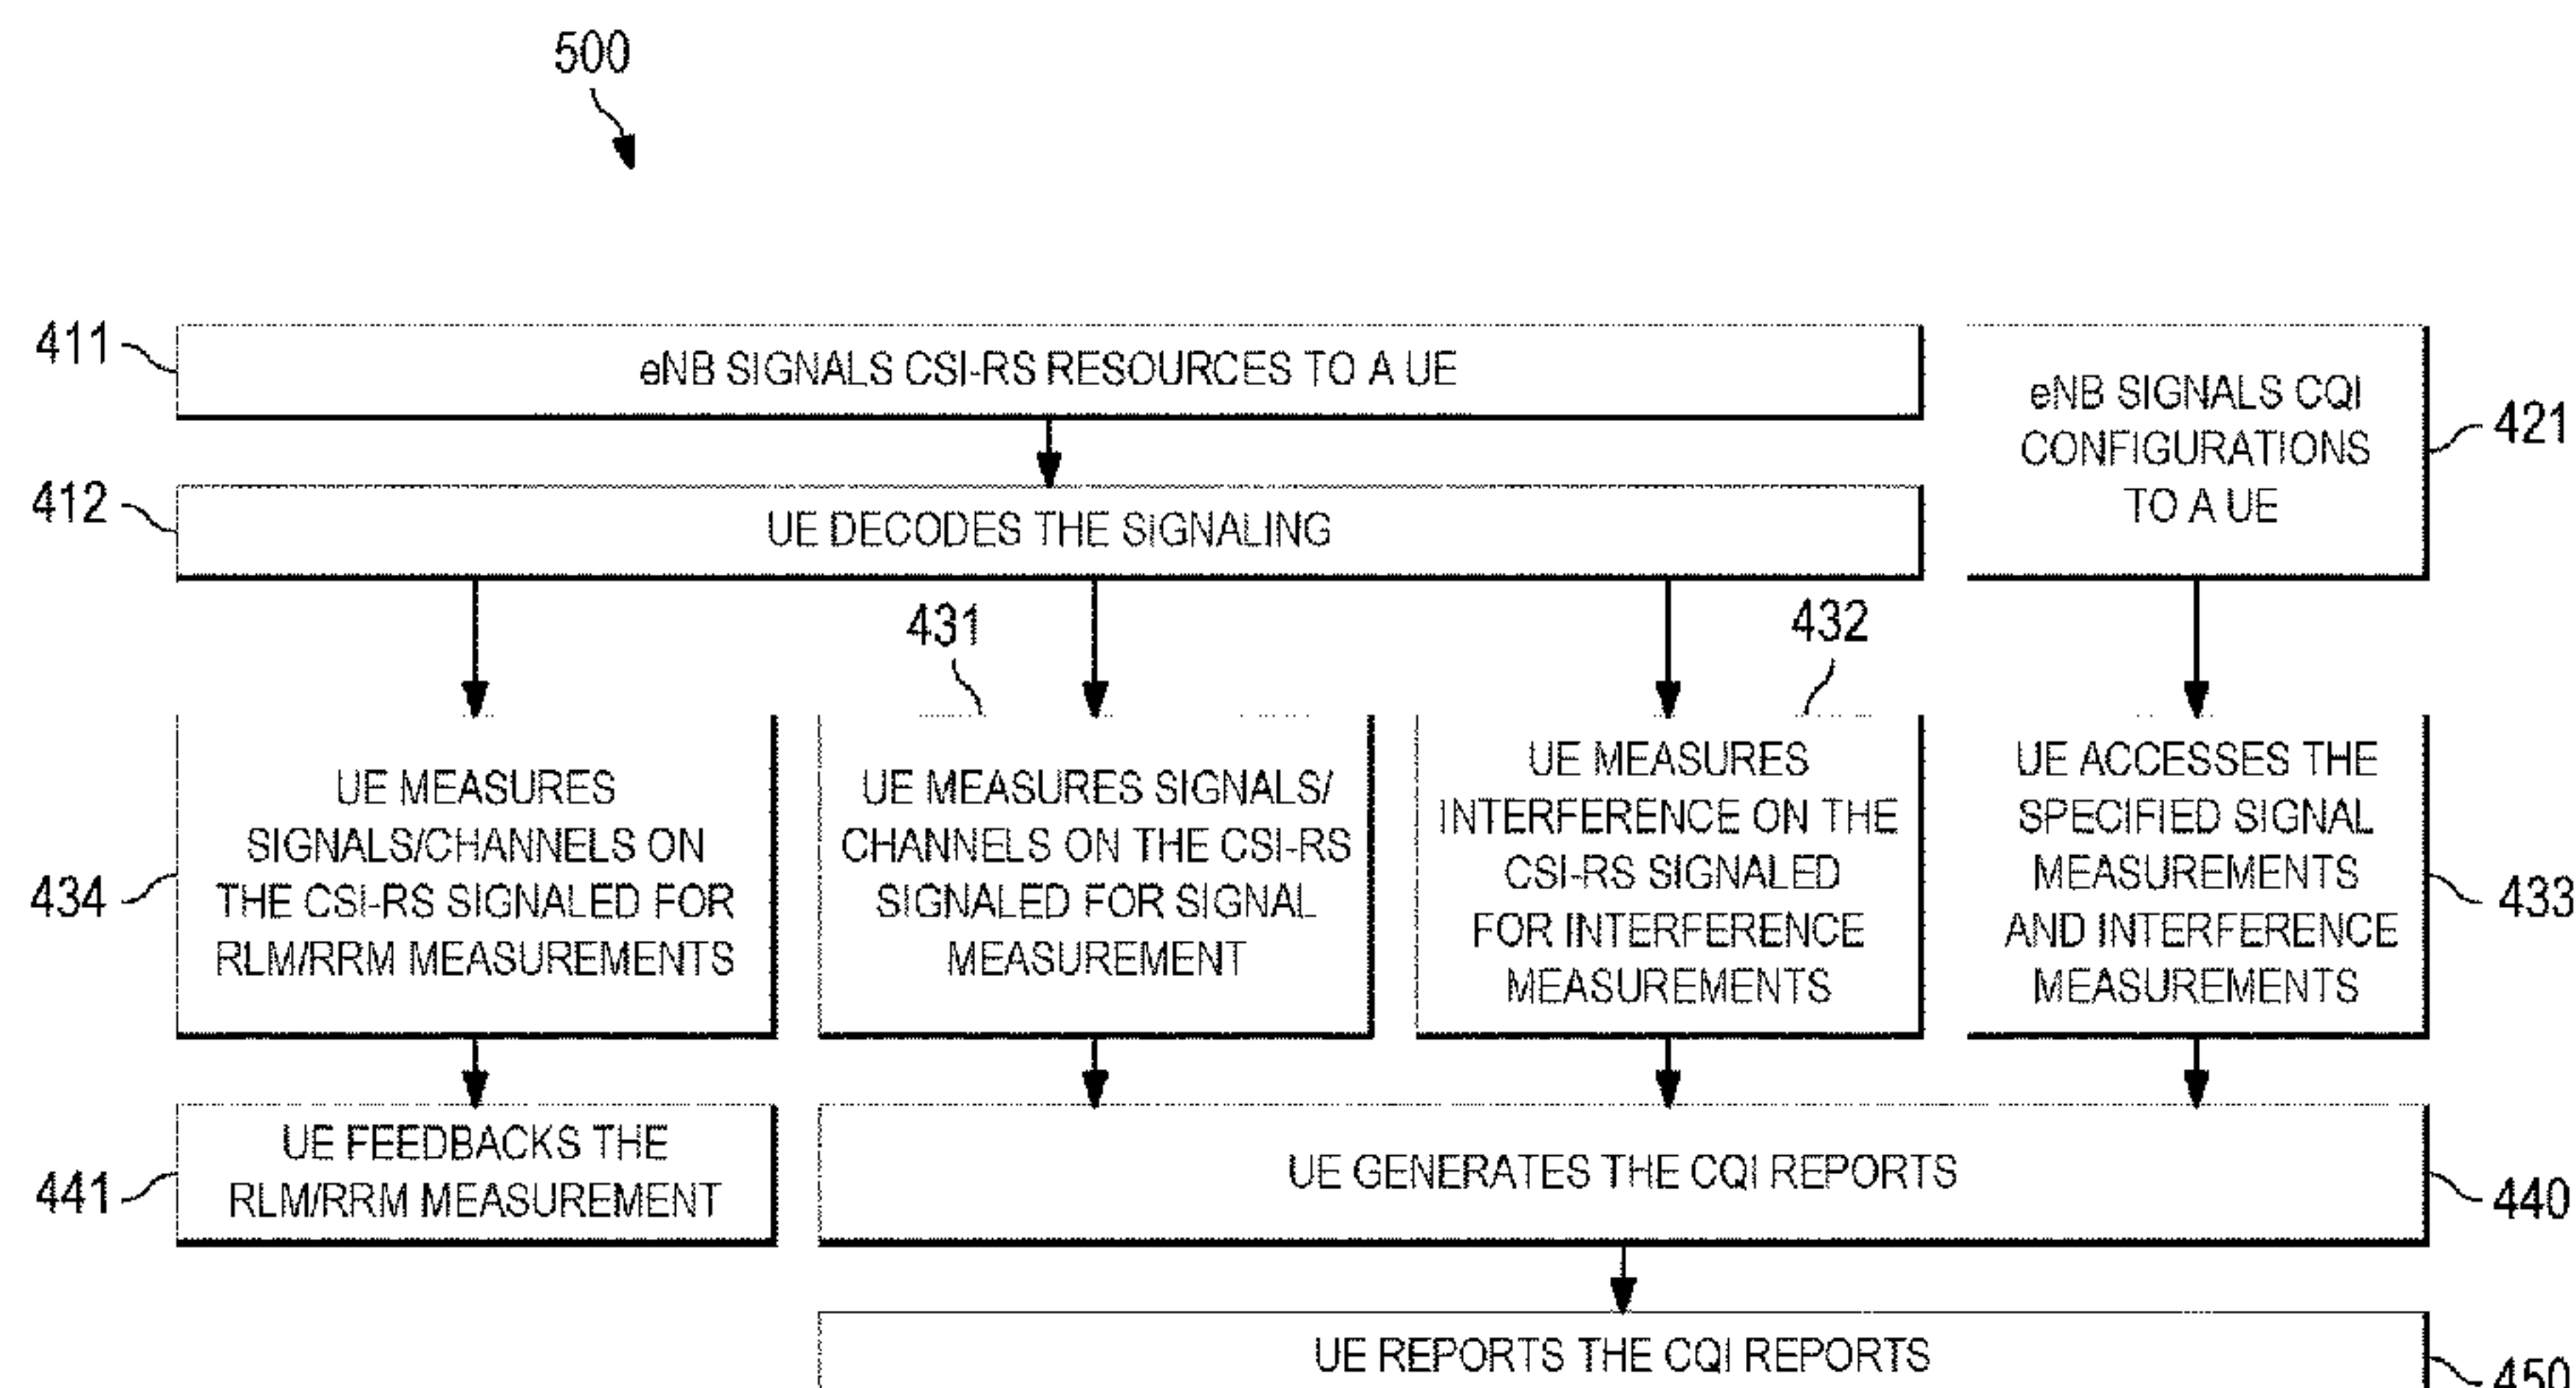 500
411
eNB SIGNALS CSI-RS RESOURCES TO A UE
eNB SIGNALS CQI
CONFIGURATIONS
TO A UE
421
412
UE DECODES THE SIGNALING
431
432
434
UE MEASURES
SIGNALS/CHANNELS ON
THE CSI-RS SIGNALED FOR
RLM/RRM MEASUREMENTS
UE MEASURES SIGNALS/
CHANNELS ON THE CSI-RS
SIGNALED FOR SIGNAL
MEASUREMENT
UE MEASURES
INTERFERENCE ON THE
CSI-RS SIGNALED
FOR INTERFERENCE
MEASUREMENTS
UE ACCESSES THE
SPECIFIED SIGNAL
MEASUREMENTS
AND INTERFERENCE
MEASUREMENTS
433
441
UE FEEDBACKS THE
RLM/RRM MEASUREMENT
UE GENERATES THE CQI REPORTS
440
UE REPORTS THE CQI REPORTS
450